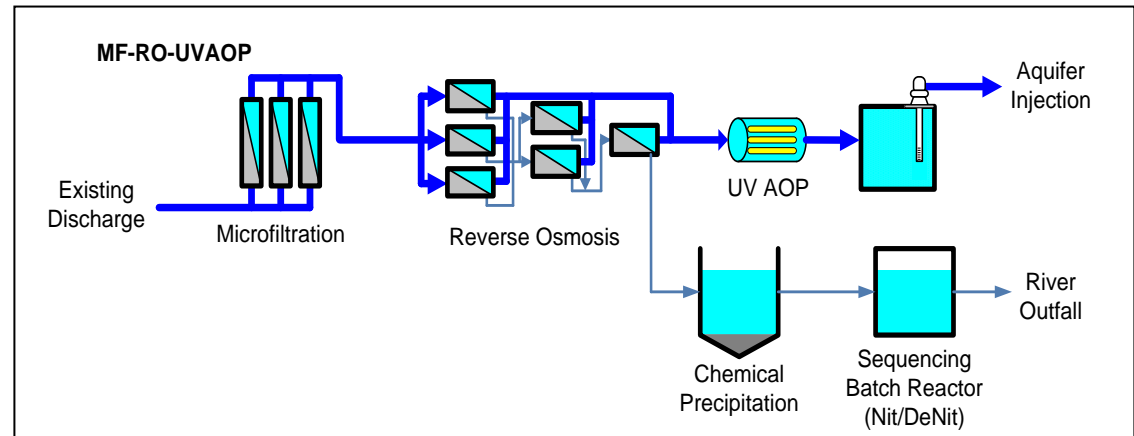 MF-RO-UVAOP
Existing
Discharge
Microfiltration
Reverse Osmosis
UV AOP
Aquifer
Injection
Chemical
Precipitation
Sequencing
Batch Reactor
(Nit/DeNit)
River
Outfall